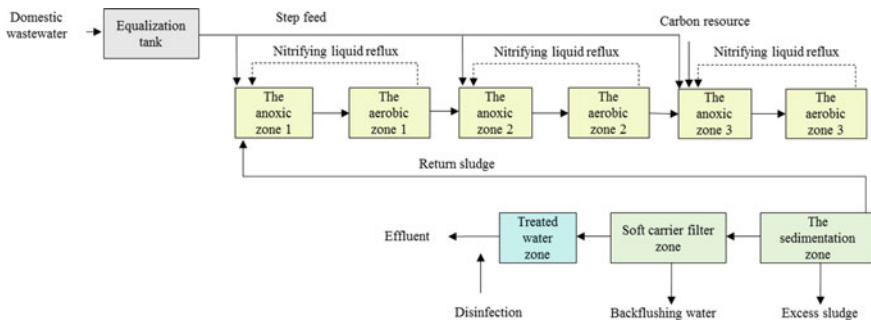 Domestic
wastewater
Equalization
tank
Step feed
Carbon resource
Nitrifying liquid reflux
Nitrifying liquid reflux
Nitrifying liquid reflux
The
anoxic
zone 1
The
aerobic
zone 1
The
anoxic
zone 2
The
aerobic
zone 2
The
anoxic
zone 3
The
aerobic
zone 3
Return sludge
Effluent
Treated
water
zone
Soft carrier filter
zone
The
sedimentation
zone
Disinfection
Backflushing water
Excess sludge